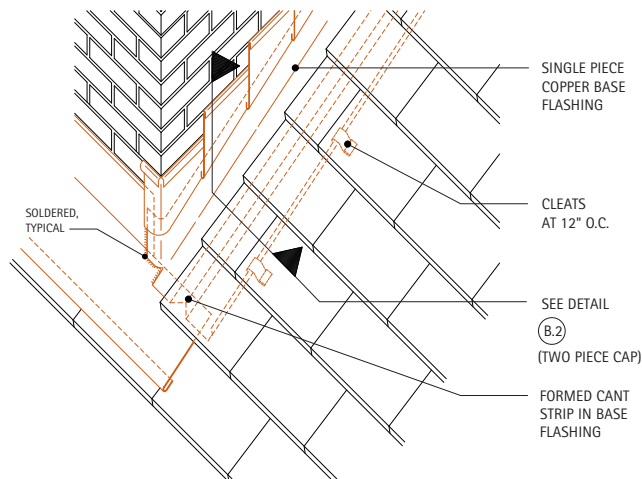 SINGLE PIECE
COPPER BASE
FLASHING
CLEATS
AT 12" O.C.
SOLDERED,
TYPICAL
SEE DETAIL
B.2
(TWO PIECE CAP)
FORMED CANT
STRIP IN BASE
FLASHING